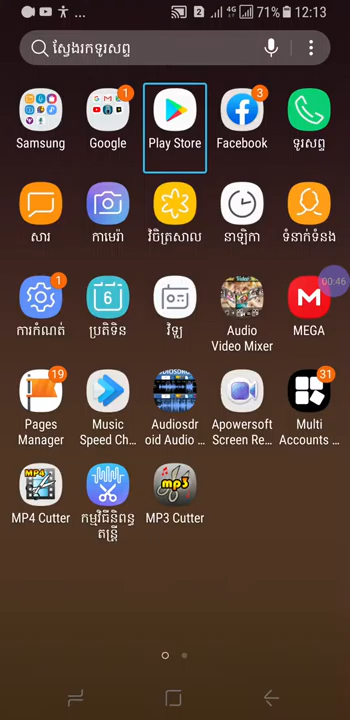 4G 71% 12:13
ស្វែងរកទូរសព្ទ
1 3
Samsung Google Play Store Facebook ទូរសព្ទ
សារ កាមេរ៉ា វិចិត្រសាល នាឡិកា ទំនាក់ទំនង
1 6 00:46
ការកំណត់ ប្រតិទិន វិទ្យុ Audio Video Mixer MEGA
19 31
Pages Manager Music Speed Ch... Audiosdroid Audio ... Apowersoft Screen Re... Multi Accounts ...
MP4 mp3
MP4 Cutter កម្មវិធីនិពន្ធតន្ត្រី MP3 Cutter